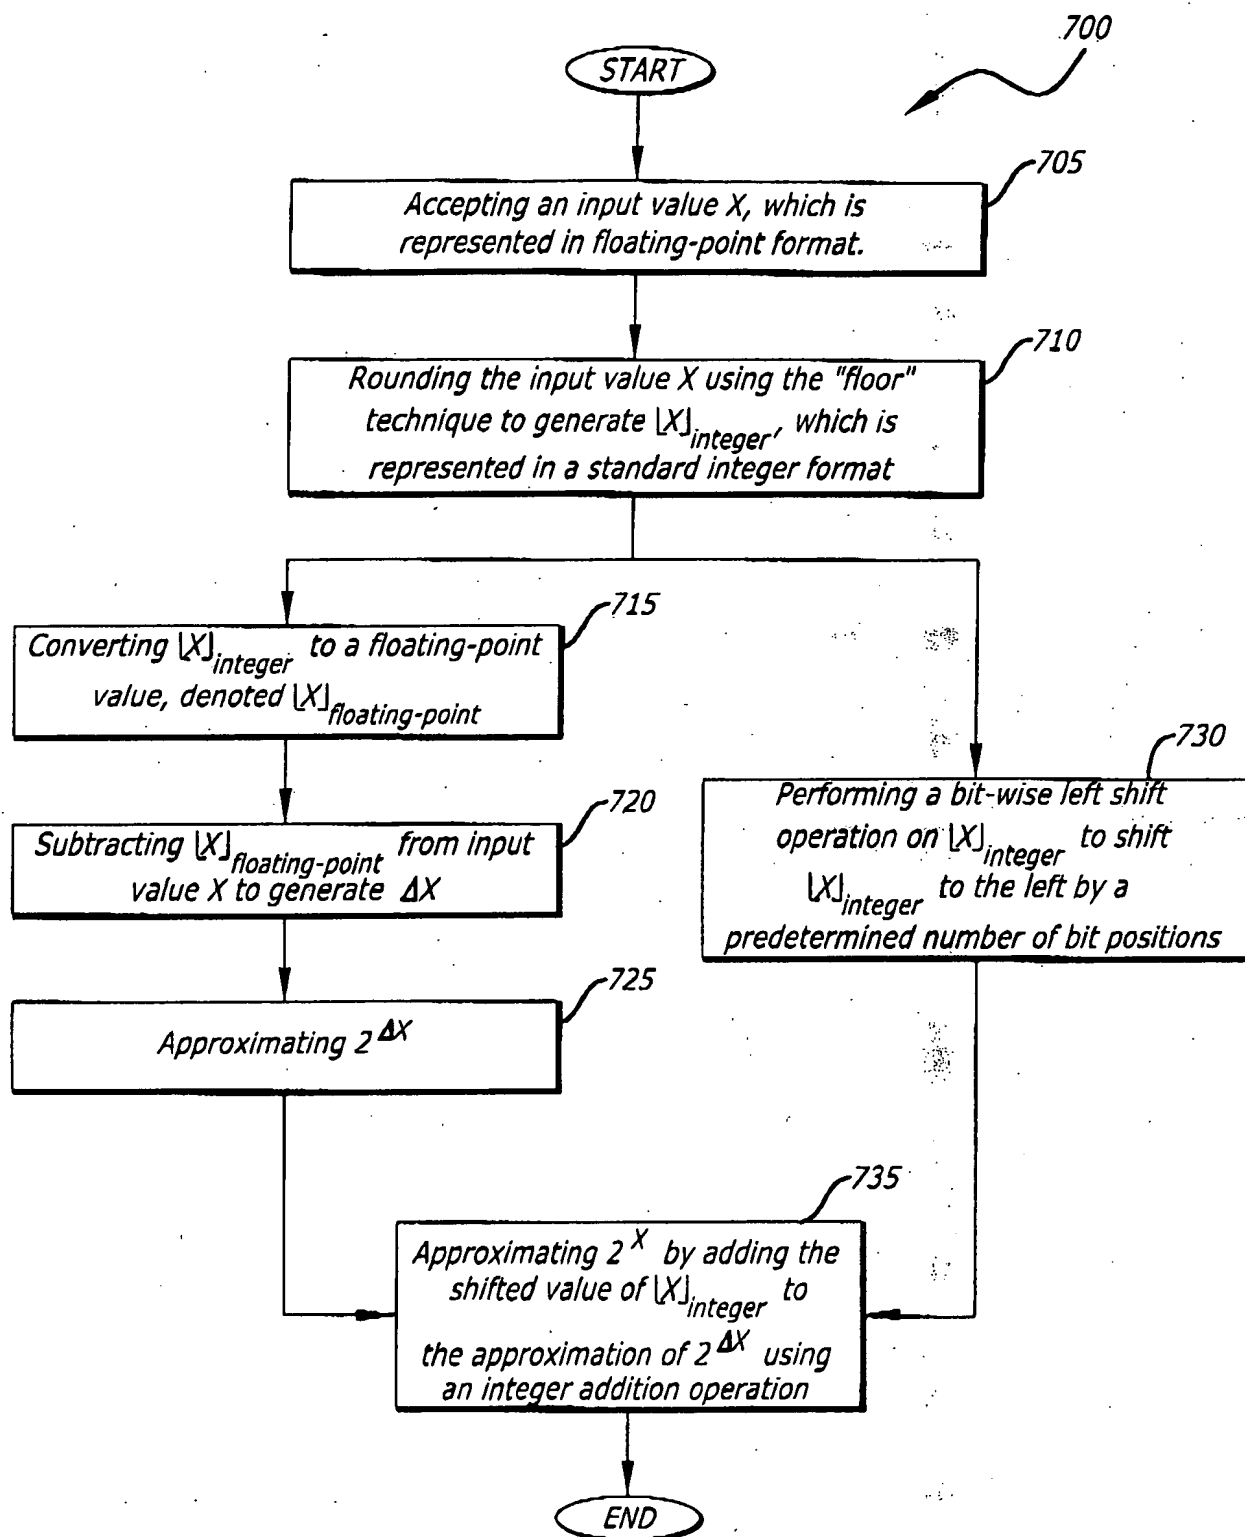 700
START
705
Accepting an input value X, which is
represented in floating-point format.
710
Rounding the input value X using the "floor"
technique to generate ⌊X⌋integer, which is
represented in a standard integer format
715
Converting ⌊X⌋integer to a floating-point
value, denoted ⌊X⌋floating-point
720
Subtracting ⌊X⌋floating-point from input
value X to generate ΔX
725
Approximating 2^ΔX
730
Performing a bit-wise left shift
operation on ⌊X⌋integer to shift
⌊X⌋integer to the left by a
predetermined number of bit positions
735
Approximating 2^X by adding the
shifted value of ⌊X⌋integer to
the approximation of 2^ΔX using
an integer addition operation
END